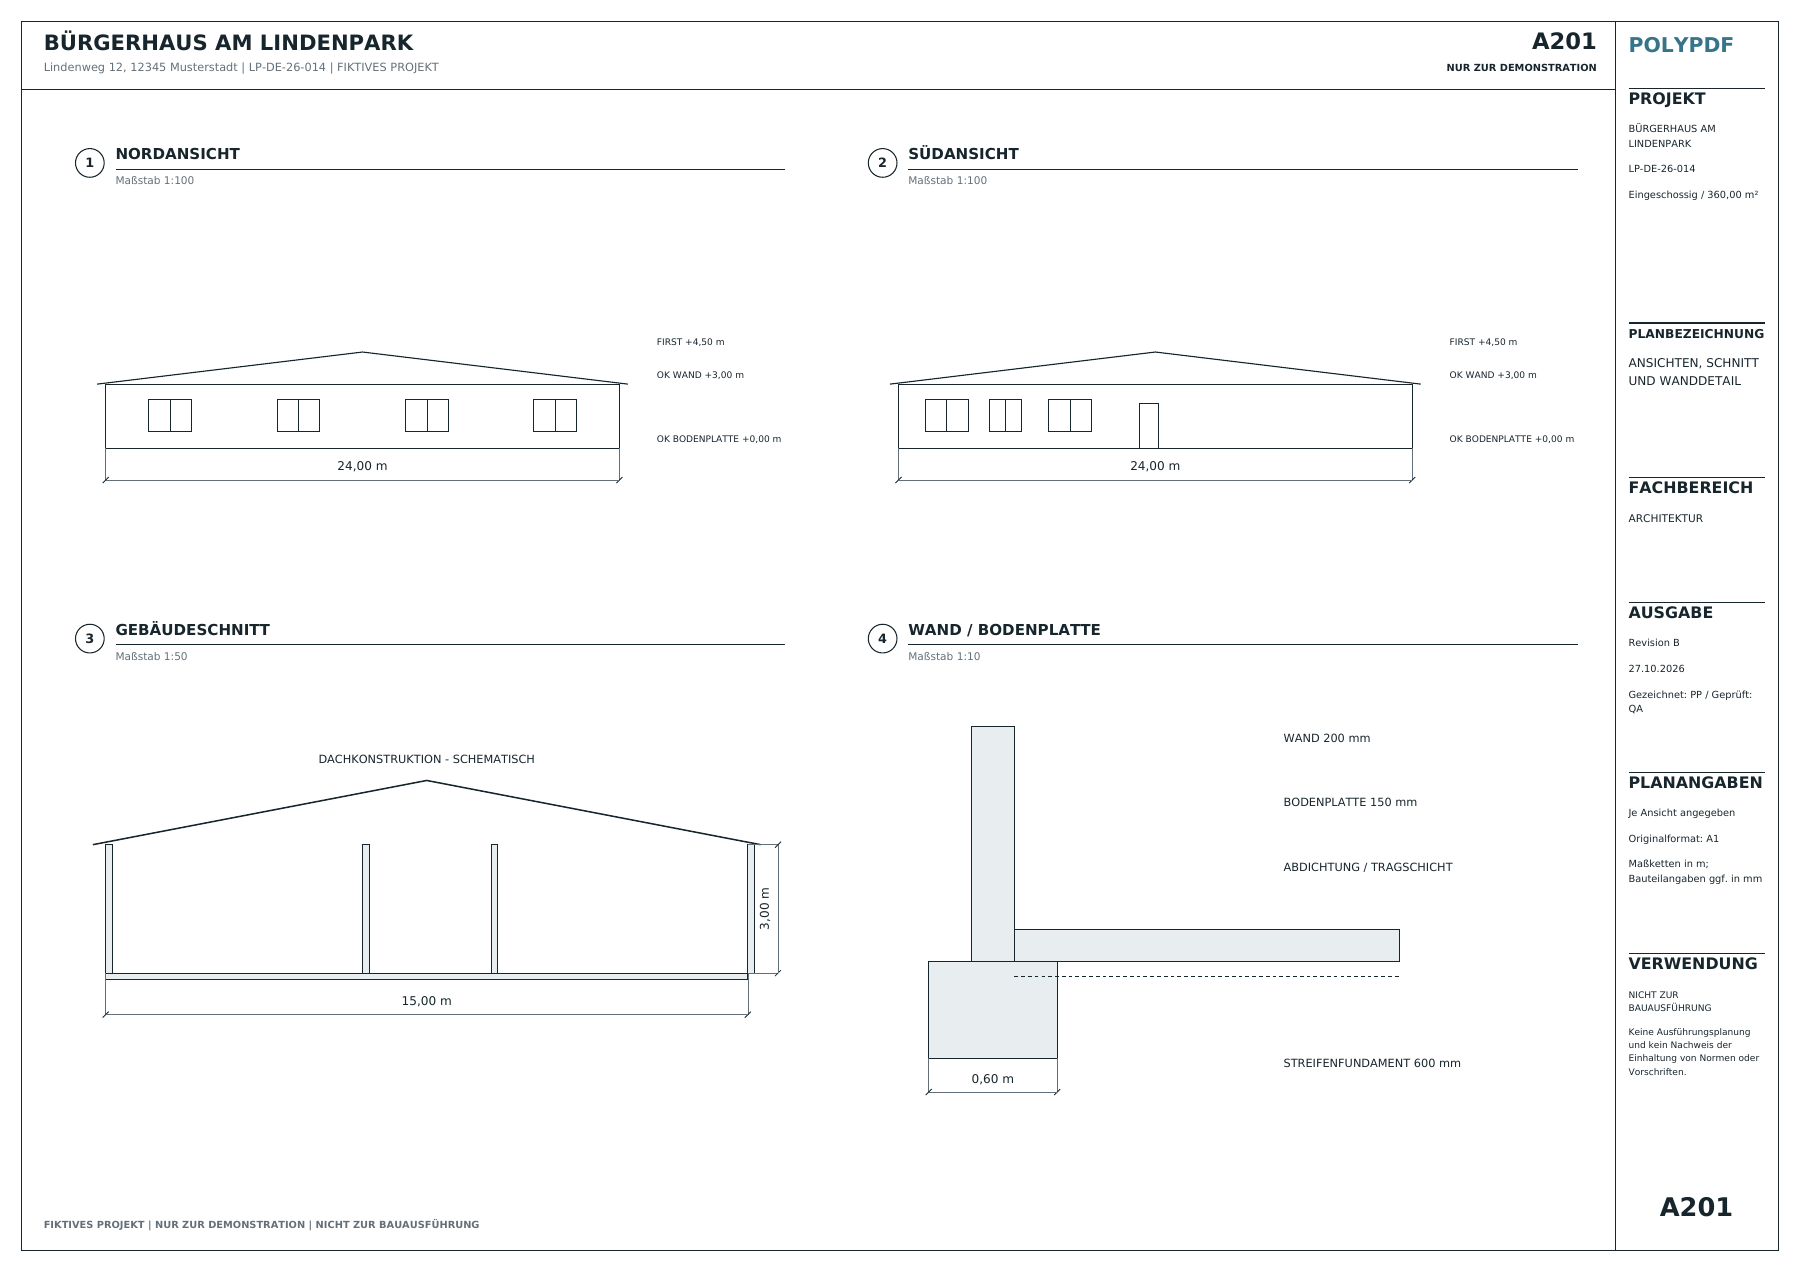 BÜRGERHAUS AM LINDENPARK
Lindenweg 12, 12345 Musterstadt | LP-DE-26-014 | FIKTIVES PROJEKT
A201
NUR ZUR DEMONSTRATION
1
NORDANSICHT
Maßstab 1:100
FIRST +4,50 m
OK WAND +3,00 m
OK BODENPLATTE +0,00 m
24,00 m
2
SÜDANSICHT
Maßstab 1:100
FIRST +4,50 m
OK WAND +3,00 m
OK BODENPLATTE +0,00 m
24,00 m
3
GEBÄUDESCHNITT
Maßstab 1:50
DACHKONSTRUKTION - SCHEMATISCH
3,00 m
15,00 m
4
WAND / BODENPLATTE
Maßstab 1:10
WAND 200 mm
BODENPLATTE 150 mm
ABDICHTUNG / TRAGSCHICHT
STREIFENFUNDAMENT 600 mm
0,60 m
FIKTIVES PROJEKT | NUR ZUR DEMONSTRATION | NICHT ZUR BAUAUSFÜHRUNG
POLYPDF
PROJEKT
BÜRGERHAUS AM
LINDENPARK
LP-DE-26-014
Eingeschossig / 360,00 m²
PLANBEZEICHNUNG
ANSICHTEN, SCHNITT
UND WANDDETAIL
FACHBEREICH
ARCHITEKTUR
AUSGABE
Revision B
27.10.2026
Gezeichnet: PP / Geprüft:
QA
PLANANGABEN
Je Ansicht angegeben
Originalformat: A1
Maßketten in m;
Bauteilangaben ggf. in mm
VERWENDUNG
NICHT ZUR
BAUAUSFÜHRUNG
Keine Ausführungsplanung
und kein Nachweis der
Einhaltung von Normen oder
Vorschriften.
A201